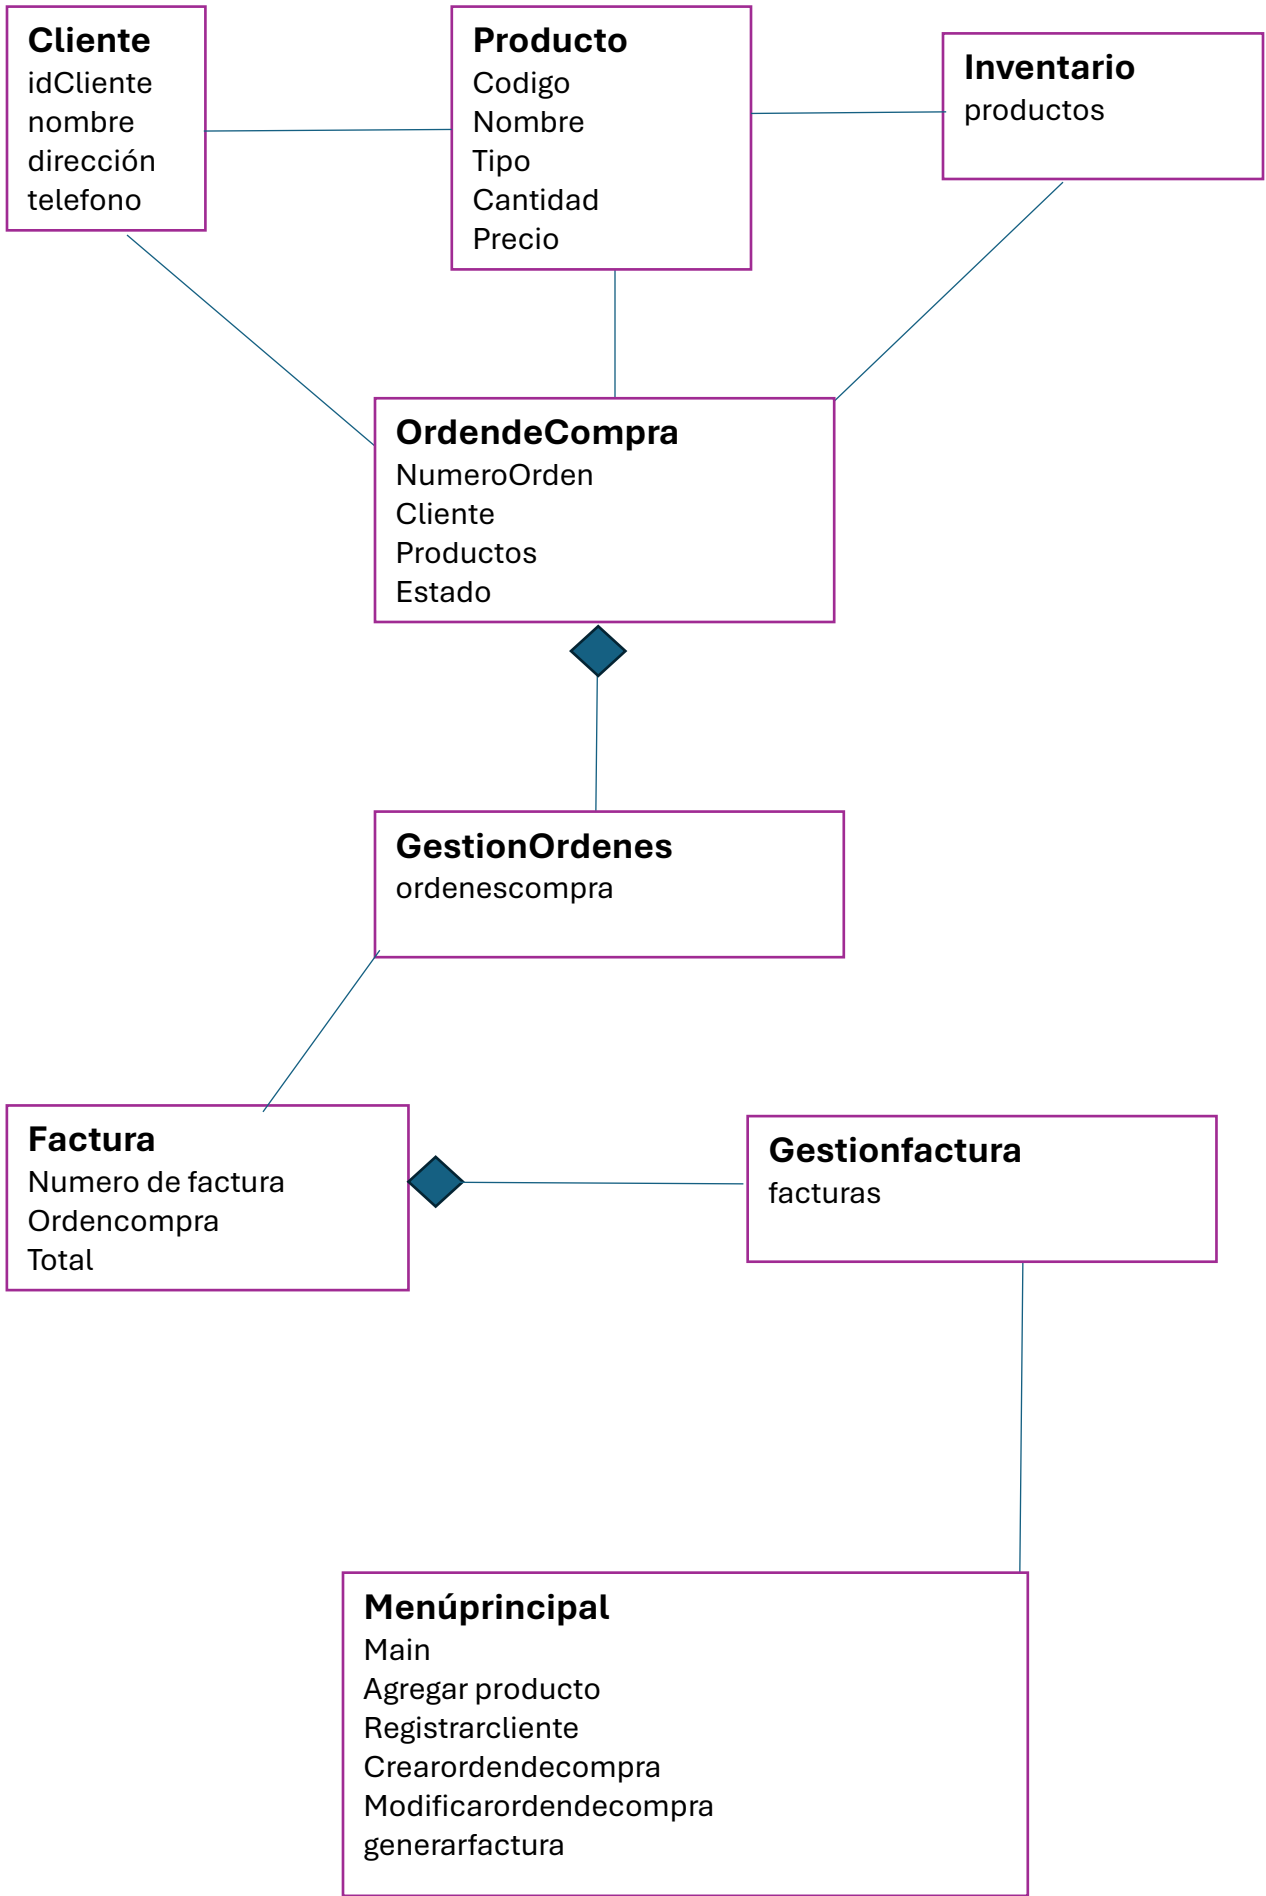 Cliente
idCliente
nombre
dirección
telefono
Producto
Codigo
Nombre
Tipo
Cantidad
Precio
Inventario
productos
OrdendeCompra
NumeroOrden
Cliente
Productos
Estado
GestionOrdenes
ordenescompra
Factura
Numero de factura
Ordencompra
Total
Gestionfactura
facturas
Menúprincipal
Main
Agregar producto
Registrarcliente
Crearordendecompra
Modificarordendecompra
generarfactura